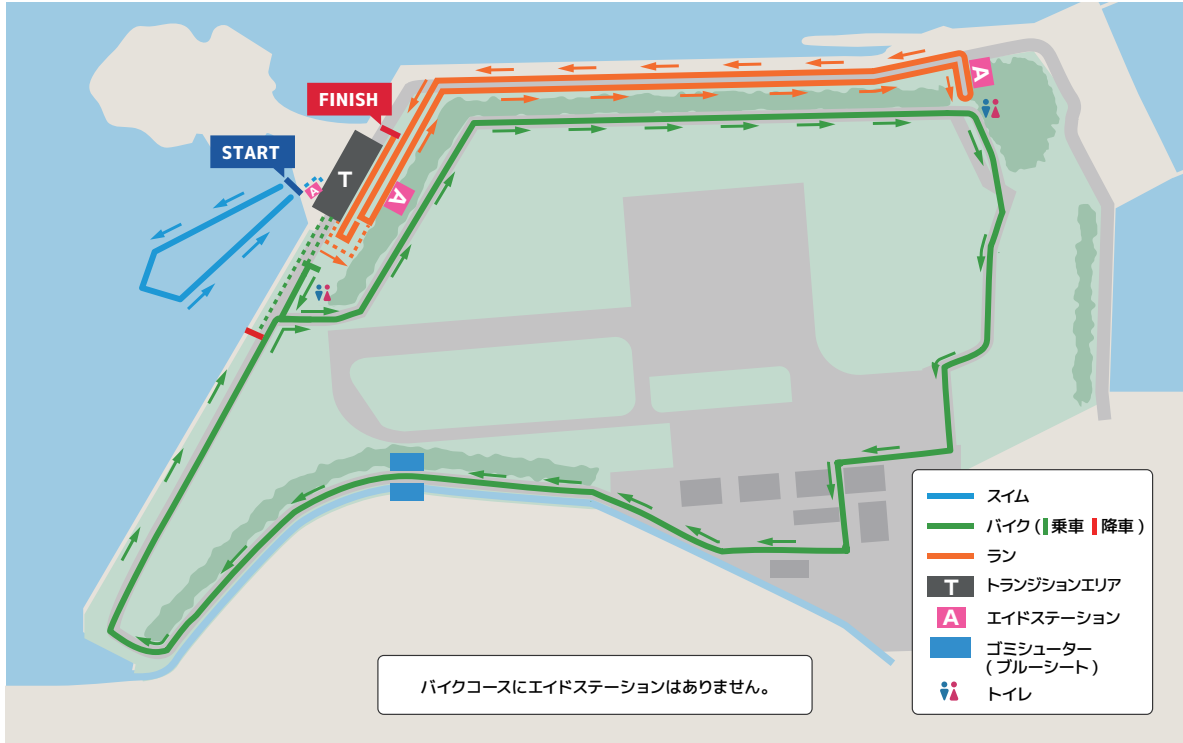 FINISH
START
A
T
A
A
スイム
バイク ( 乗車 降車 )
ラン
T トランジションエリア
A エイドステーション
ゴミシューター
( ブルーシート )
トイレ
バイクコースにエイドステーションはありません。